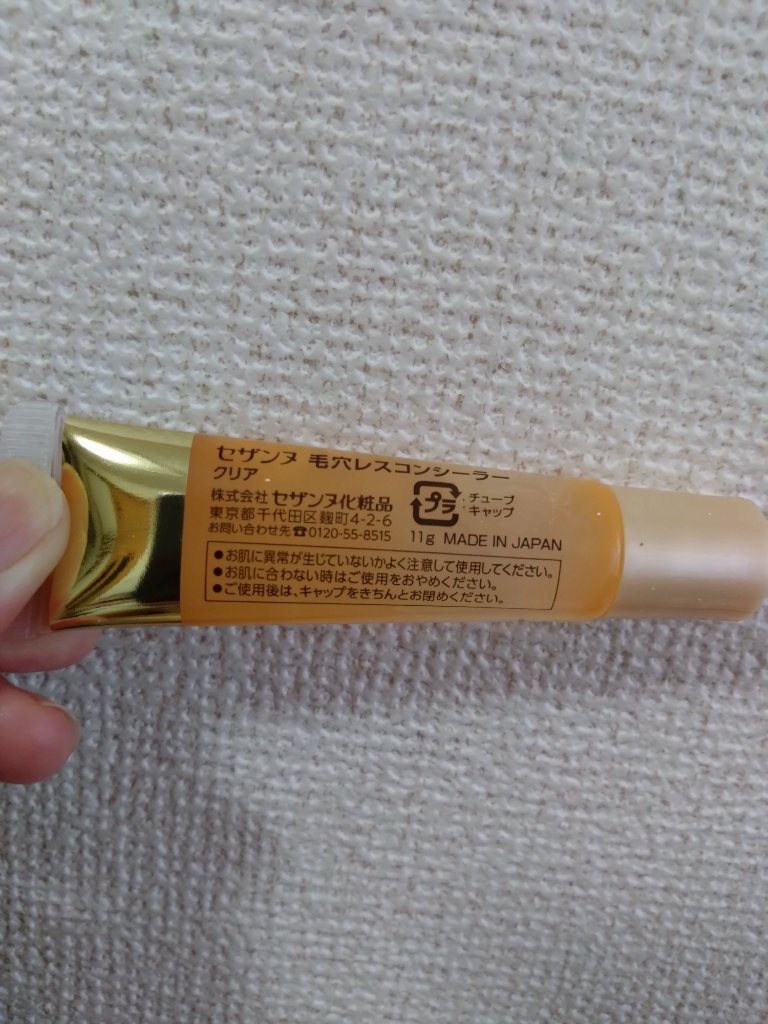 セザンヌ 毛穴レスコンシーラー
クリア
株式会社 セザンヌ化粧品
東京都千代田区麹町4-2-6
お問い合わせ先☎0120-55-8515
プラ
チューブ
キャップ
11g MADE IN JAPAN
●お肌に異常が生じていないかよく注意して使用してください。
●お肌に合わない時はご使用をおやめください。
●ご使用後は、キャップをきちんとお閉めください。